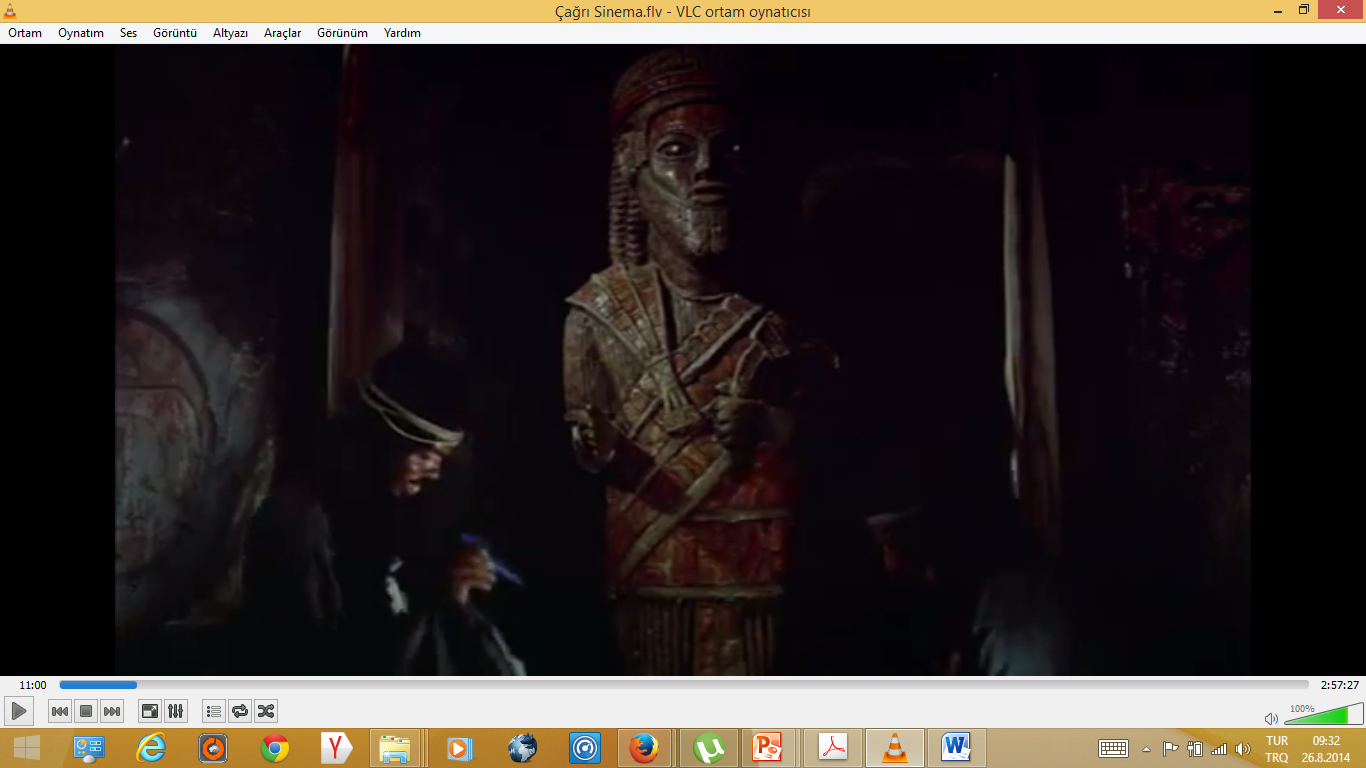 Çağrı Sinema.flv - VLC ortam oynatıcısı
Ortam Oynatım Ses Görüntü Altyazı Araçlar Görünüm Yardım
11:00 2:57:27
100%
TUR 09:32
TRQ 26.8.2014